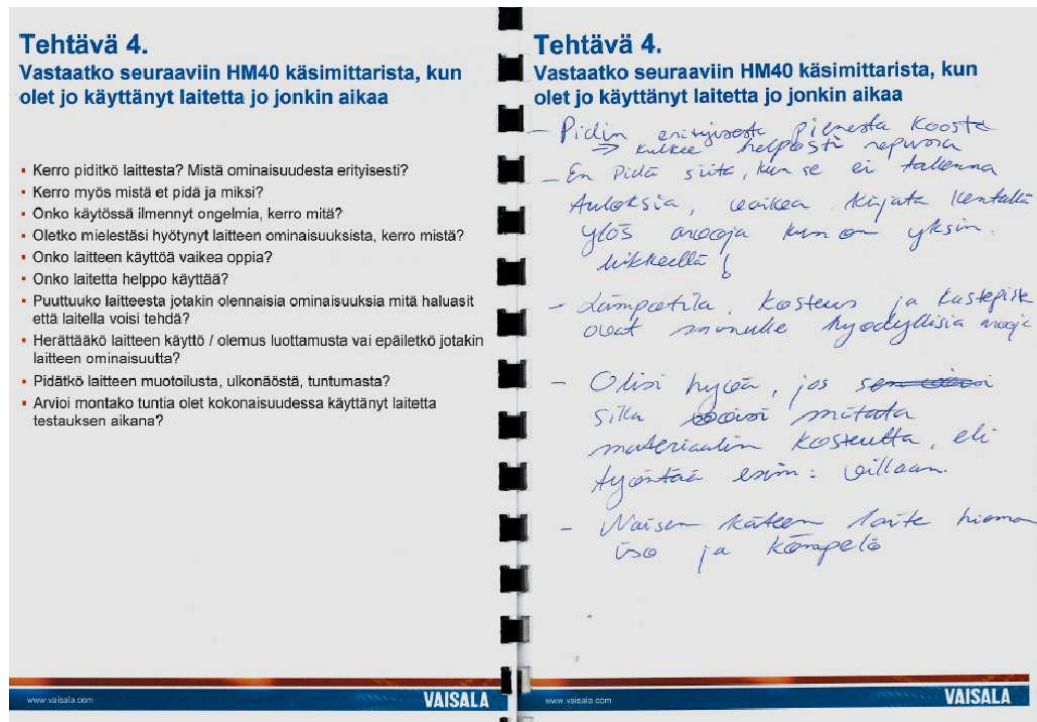 Tehtävä 4.
Vastaatko seuraaviin HM40 käsimittarista, kun
olet jo käyttänyt laitetta jo jonkin aikaa
▪ Kerro piditkö laittesta? Mistä ominaisuudesta erityisesti?
▪ Kerro myös mistä et pidä ja miksi?
▪ Onko käytössä ilmennyt ongelmia, kerro mitä?
▪ Oletko mielestäsi hyötynyt laitteen ominaisuuksista, kerro mistä?
▪ Onko laitteen käyttöä vaikea oppia?
▪ Onko laitetta helppo käyttää?
▪ Puuttuuko laitteesta jotakin olennaisia ominaisuuksia mitä haluasit
että laitella voisi tehdä?
▪ Herättääkö laitteen käyttö / olemus luottamusta vai epäiletkö jotakin
laitteen ominaisuutta?
▪ Pidätkö laitteen muotoilusta, ulkonäöstä, tuntumasta?
▪ Arvioi montako tuntia olet kokonaisuudessa käyttänyt laitetta
testauksen aikana?
www.vaisala.com
VAISALA
Tehtävä 4.
Vastaatko seuraaviin HM40 käsimittarista, kun
olet jo käyttänyt laitetta jo jonkin aikaa
- Pidin erityisesti pienestä koosta
→ kulkee helposti repussa
- En pidä siitä, kun se ei tallenna
tuloksia, vaikea kirjata kentällä
ylös arvoja kun on yksin
liikkeellä!
- Lämpötila, kosteus ja kastepiste
ovat minulle hyödyllisiä arvoja
- Olisi hyvä, jos
sillä voisi mitata
materiaalin kosteutta, eli
työntää esim: villaan.
- Naisen käteen laite hieman
iso ja kömpelö
www.vaisala.com
VAISALA